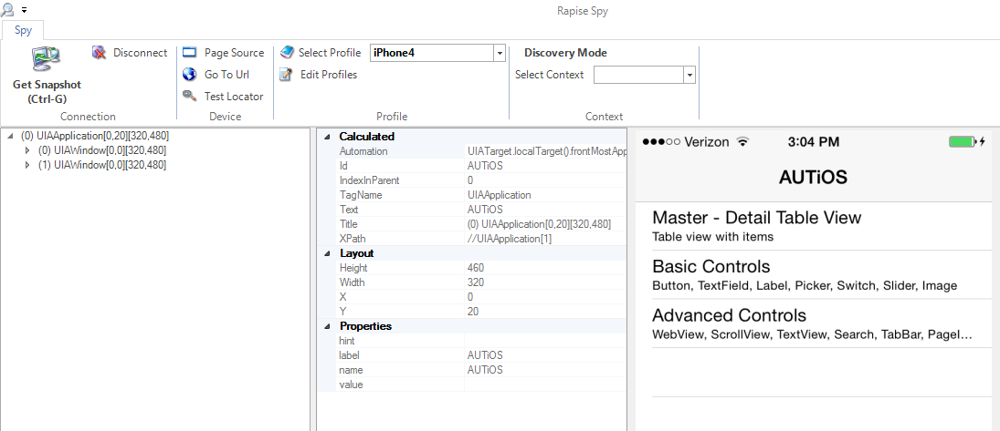 Rapise Spy
Spy
Get Snapshot
(Ctrl-G)
Disconnect
Connection
Page Source
Go To Url
Test Locator
Device
Select Profile iPhone4
Edit Profiles
Profile
Discovery Mode
Select Context
Context
(0) UIAApplication[0,20][320,480]
(0) UIAWindow[0,0][320,480]
(1) UIAWindow[0,0][320,480]
Calculated
Automation UIATarget.localTarget().frontMostApp
Id AUTiOS
IndexInParent 0
TagName UIAApplication
Text AUTiOS
Title (0) UIAApplication[0,20][320,480]
XPath //UIAApplication[1]
Layout
Height 460
Width 320
X 0
Y 20
Properties
hint
label AUTiOS
name AUTiOS
value
Verizon 3:04 PM
AUTiOS
Master - Detail Table View
Table view with items
Basic Controls
Button, TextField, Label, Picker, Switch, Slider, Image
Advanced Controls
WebView, ScrollView, TextView, Search, TabBar, PageI…